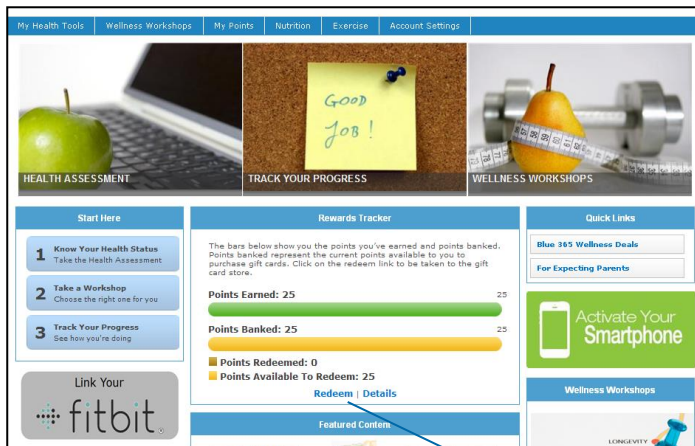 My Health Tools
Wellness Workshops
My Points
Nutrition
Exercise
Account Settings
GOOD
JOB !
HEALTH ASSESSMENT
TRACK YOUR PROGRESS
WELLNESS WORKSHOPS
Start Here
1
Know Your Health Status
Take the Health Assessment
2
Take a Workshop
Choose the right one for you
3
Track Your Progress
See how you're doing
Link Your
fitbit
Rewards Tracker
The bars below show you the points you've earned and points banked.
Points banked represent the current points available to you to
purchase gift cards. Click on the redeem link to be taken to the gift
card store.
Points Earned: 25
25
Points Banked: 25
25
Points Redeemed: 0
Points Available To Redeem: 25
Redeem | Details
Featured Content
Quick Links
Blue 365 Wellness Deals
For Expecting Parents
Activate Your
Smartphone
Wellness Workshops
LONGEVITY